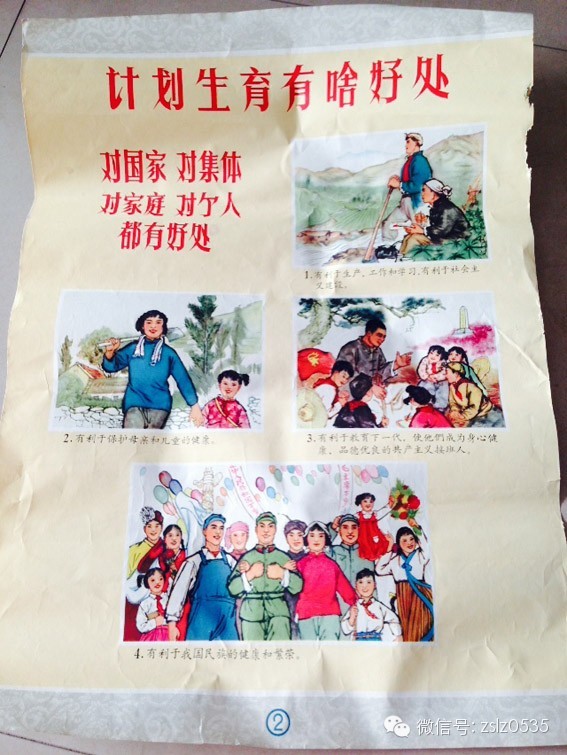 计划生育有啥好处
对国家 对集体
对家庭 对个人
都有好处
1.有利于生产、工作和学习,有利于社会主
义建设。
2.有利于保护母亲和儿童的健康。
3.有利于教育下一代,使他们成为身心健
康、品德优良的共产主义接班人。
4.有利于我国民族的健康和繁荣。
2
微信号: zslz0535